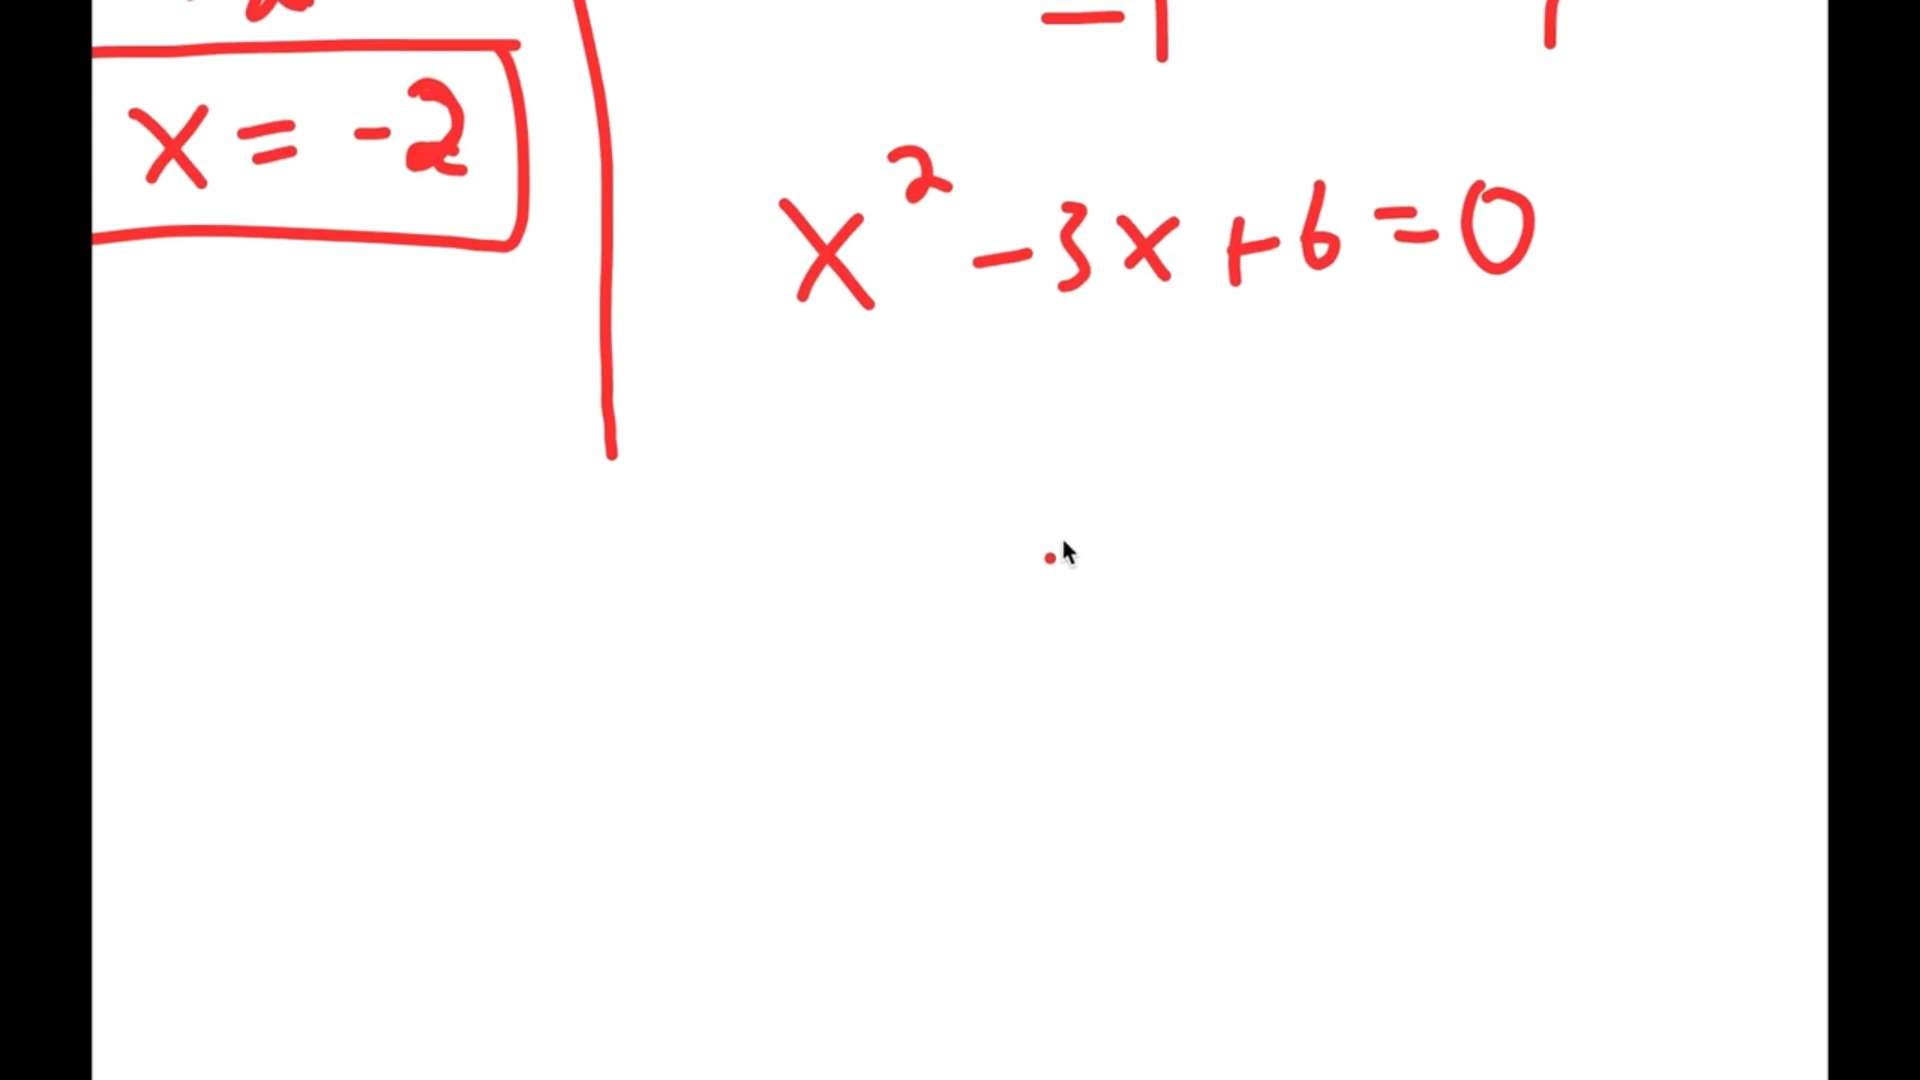 x = -2
x² - 3x + 6 = 0